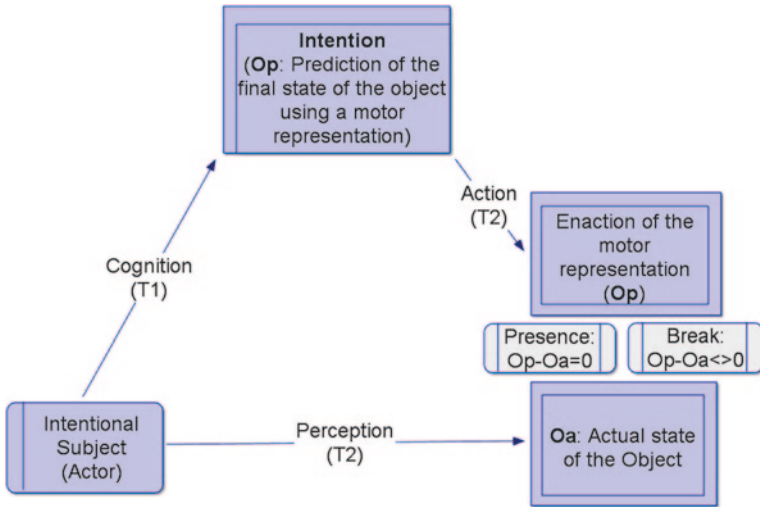 Intention
(Op: Prediction of the
final state of the object
using a motor
representation)
Action
(T2)
Enaction of the
motor
representation
(Op)
Cognition
(T1)
Presence:
Op-Oa=0
Break:
Op-Oa<>0
Intentional
Subject
(Actor)
Perception
(T2)
Oa: Actual state
of the Object